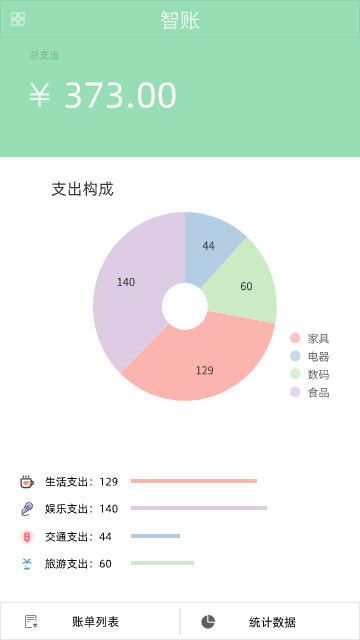 智账
总支出
¥ 373.00
支出构成
44
60
140
129
家具
电器
数码
食品
生活支出：129
娱乐支出：140
交通支出：44
旅游支出：60
账单列表 统计数据